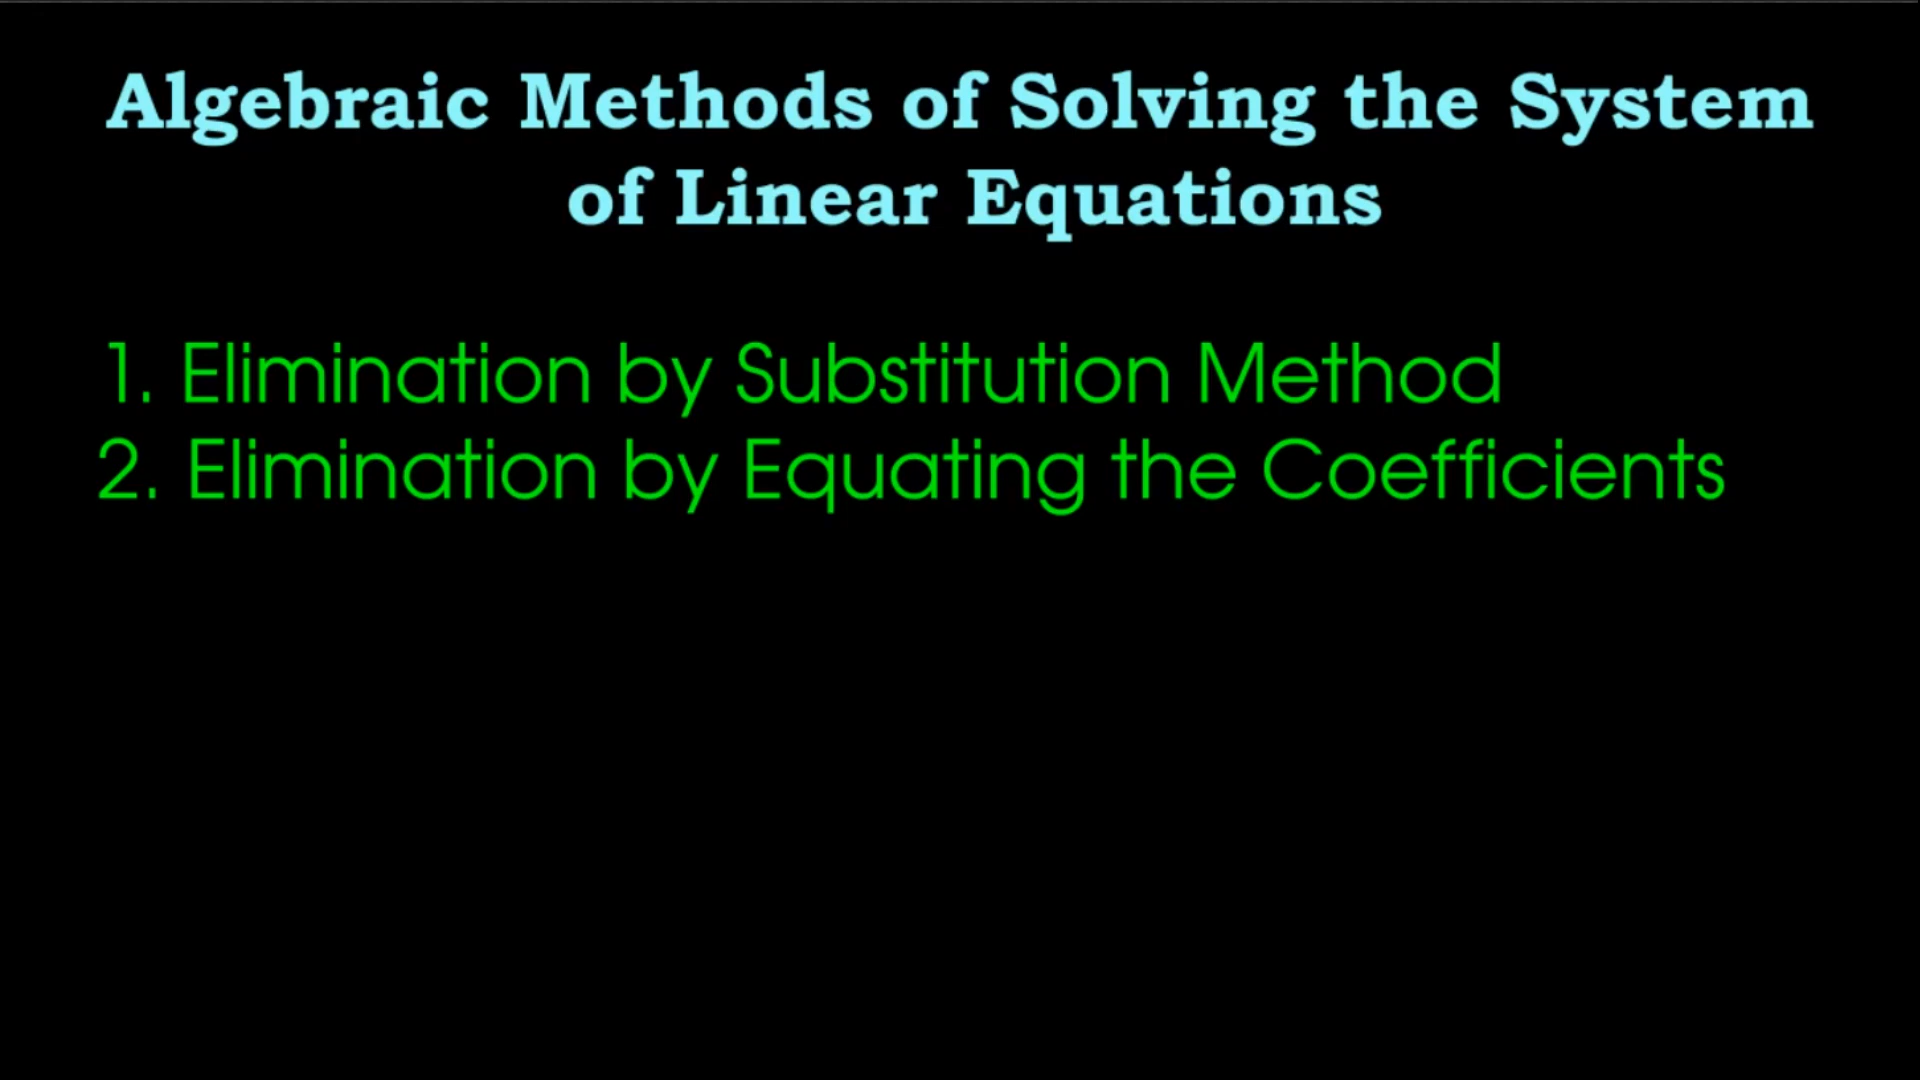 Algebraic Methods of Solving the System
of Linear Equations
1. Elimination by Substitution Method
2. Elimination by Equating the Coefficients